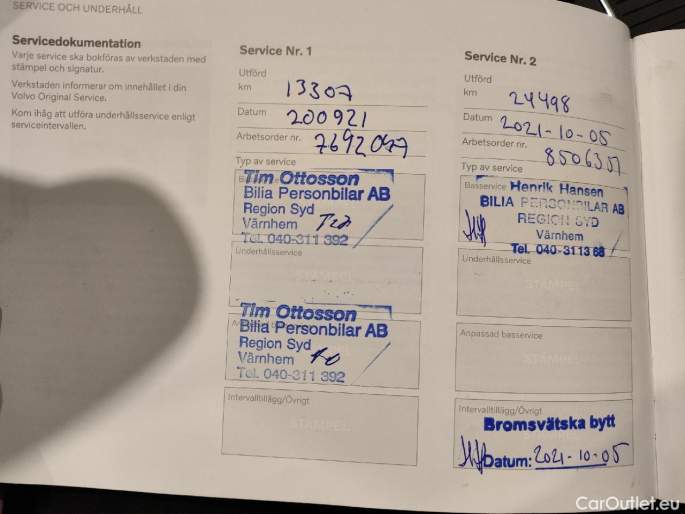 SERVICE OCH UNDERHÅLL
Servicedokumentation
Varje service ska bokföras av verkstaden med
stämpel och signatur.
Verkstaden informerar om innehållet i din
Volvo Original Service.
Kom ihåg att utföra underhållsservice enligt
serviceintervallen.
Service Nr. 1
Utförd
km 13307
Datum 200921
Arbetsorder nr. 7692097
Typ av service
Tim Ottosson
Bilia Personbilar AB
Region Syd
Värnhem
Tel. 040-311 392
Underhållsservice
STÄMPEL
Tim Ottosson
Bilia Personbilar AB
Region Syd
Värnhem
Tel. 040-311 392
Intervalltillägg/Övrigt
STÄMPEL
Service Nr. 2
Utförd
km 24498
Datum 2021-10-05
Arbetsorder nr. 8506357
Typ av service
Basservice Henrik Hansen
BILIA PERSONBILAR AB
REGION SYD
Värnhem
Tel. 040-3113 68
Underhållsservice
STÄMPEL
Anpassad basservice
STÄMPEL
Intervalltillägg/Övrigt
Bromsvätska bytt
Datum: 2021-10-05
CarOutlet.eu